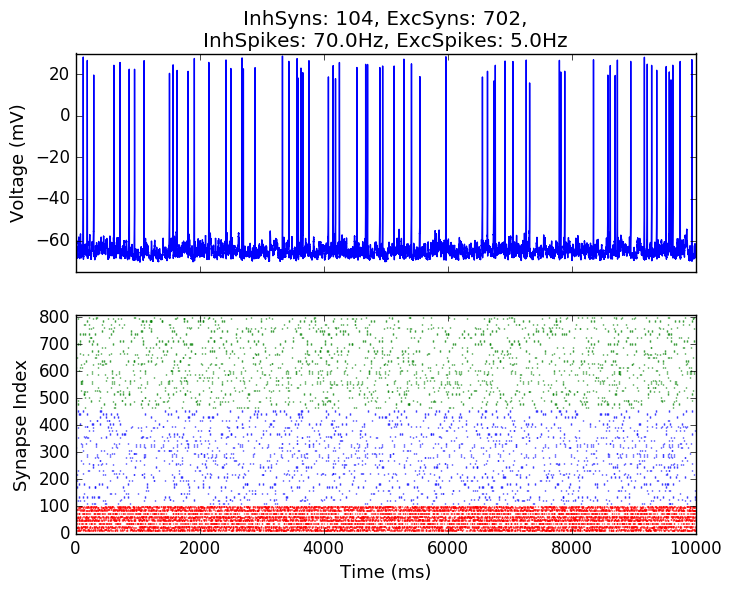 InhSyns: 104, ExcSyns: 702,
InhSpikes: 70.0Hz, ExcSpikes: 5.0Hz
20
0
−20
−40
−60
Voltage (mV)
800
700
600
500
400
300
200
100
0
Synapse Index
0 2000 4000 6000 8000 10000
Time (ms)